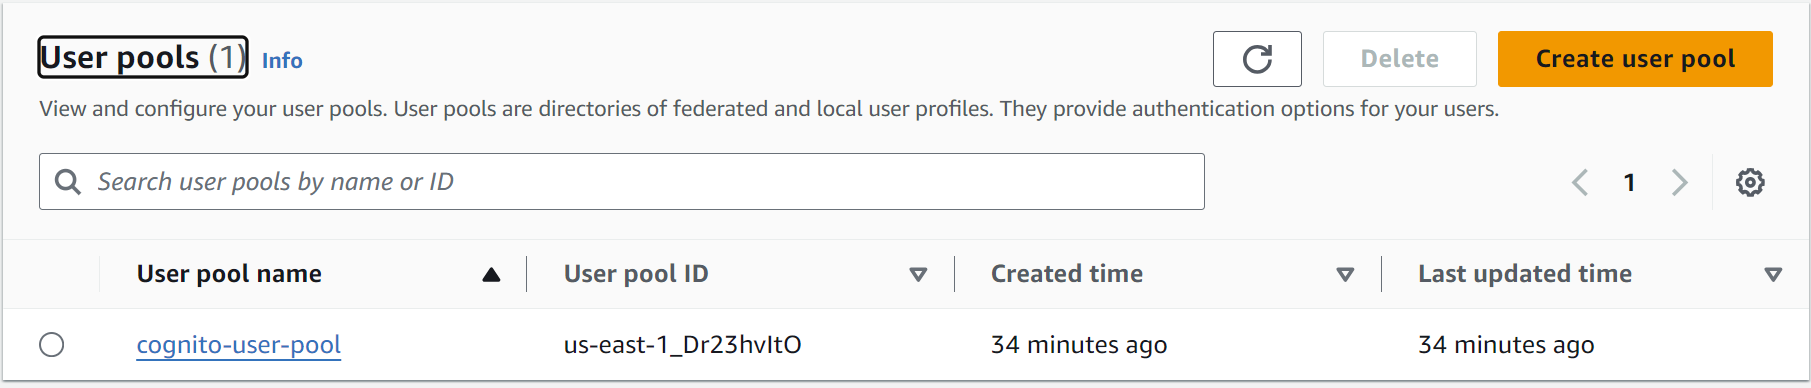 User pools (1) Info
Delete
Create user pool
View and configure your user pools. User pools are directories of federated and local user profiles. They provide authentication options for your users.
Search user pools by name or ID
1
User pool name
User pool ID
Created time
Last updated time
cognito-user-pool
us-east-1_Dr23hvItO
34 minutes ago
34 minutes ago